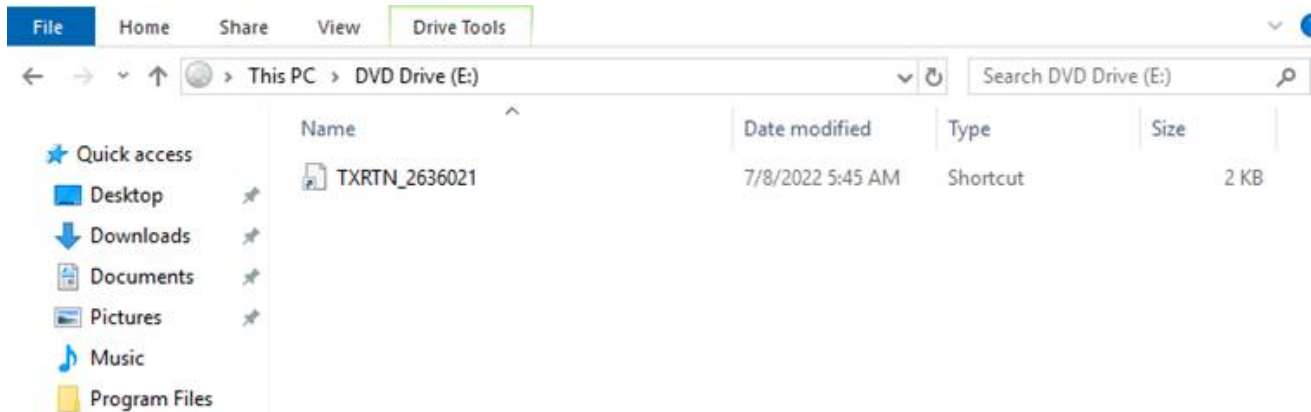 File Home Share View Drive Tools
This PC > DVD Drive (E:) Search DVD Drive (E:)
Name Date modified Type Size
Quick access
TXRTN_2636021 7/8/2022 5:45 AM Shortcut 2 KB
Desktop
Downloads
Documents
Pictures
Music
Program Files